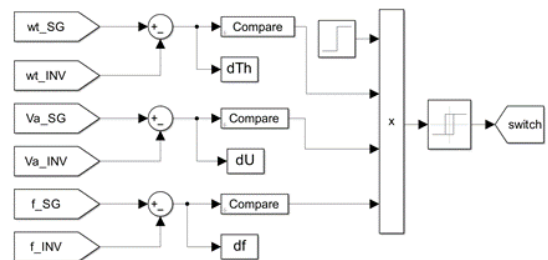 wt_SG
wt_INV
Compare
dTh
Va_SG
Va_INV
Compare
dU
f_SG
f_INV
Compare
df
x
switch